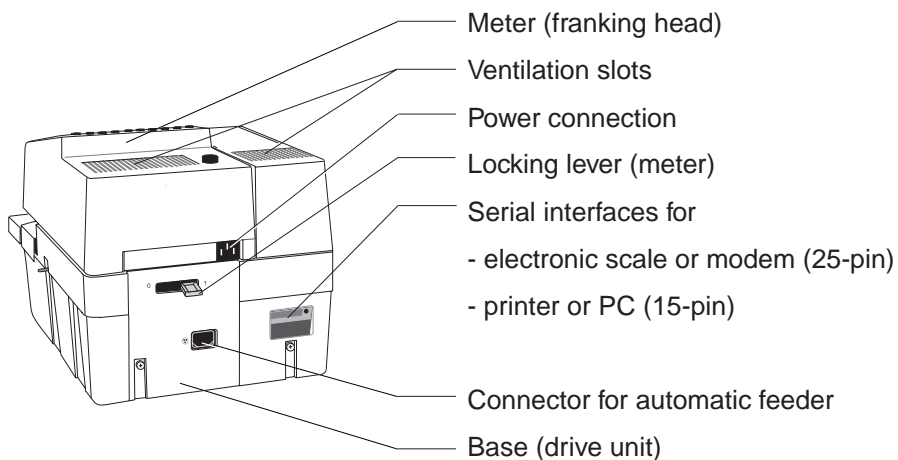 Meter (franking head)
Ventilation slots
Power connection
Locking lever (meter)
Serial interfaces for
- electronic scale or modem (25-pin)
- printer or PC (15-pin)
Connector for automatic feeder
Base (drive unit)